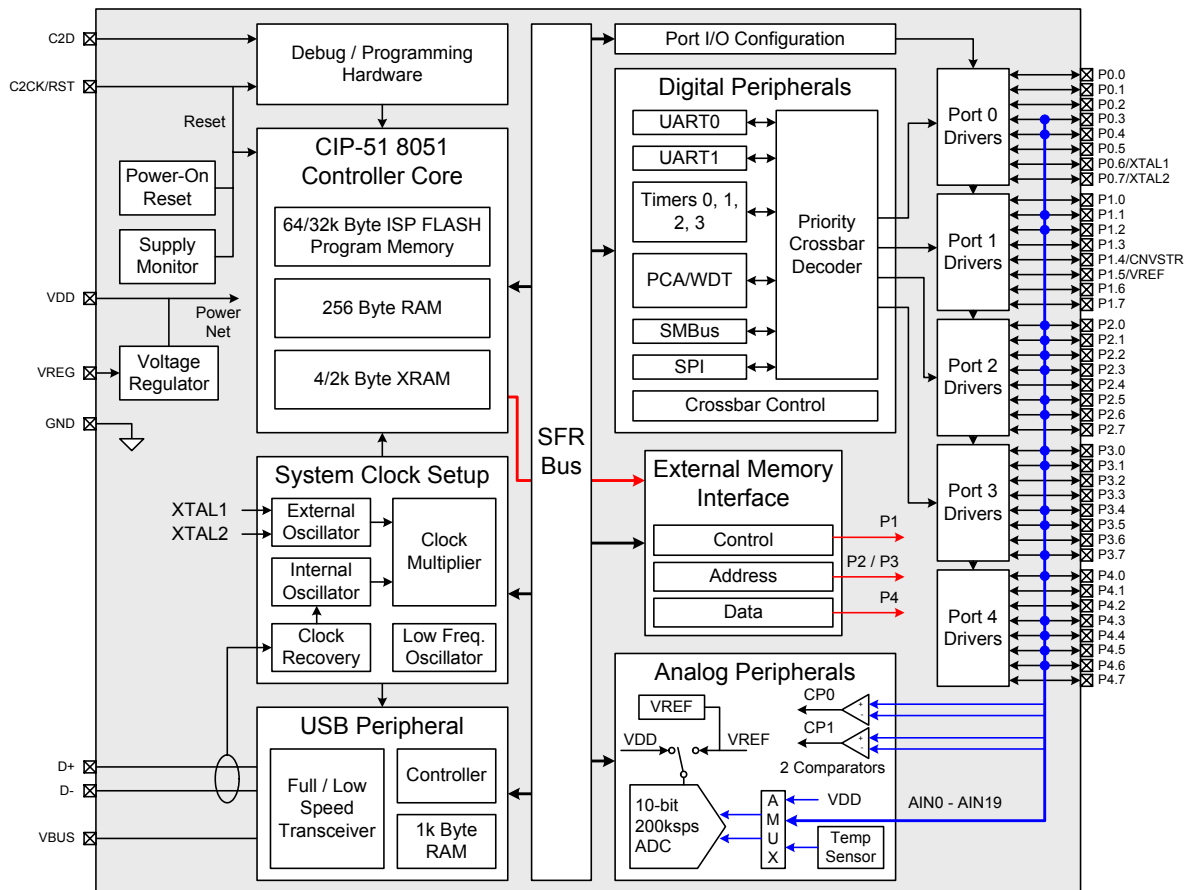 C2D
C2CK/RST
Reset
Power-On
Reset
Supply
Monitor
VDD
Power
Net
VREG
Voltage
Regulator
GND
Debug / Programming
Hardware
CIP-51 8051
Controller Core
64/32k Byte ISP FLASH
Program Memory
256 Byte RAM
4/2k Byte XRAM
System Clock Setup
XTAL1
XTAL2
External
Oscillator
Internal
Oscillator
Clock
Multiplier
Clock
Recovery
Low Freq.
Oscillator
USB Peripheral
D+
D-
VBUS
Full / Low
Speed
Transceiver
Controller
1k Byte
RAM
SFR
Bus
Port I/O Configuration
Digital Peripherals
UART0
UART1
Timers 0, 1,
2, 3
PCA/WDT
SMBus
SPI
Priority
Crossbar
Decoder
Crossbar Control
External Memory
Interface
Control
Address
Data
P1
P2 / P3
P4
Analog Peripherals
VREF
VDD
VREF
CP0
+
-
CP1
+
-
2 Comparators
10-bit
200ksps
ADC
A
M
U
X
VDD
Temp
Sensor
AIN0 - AIN19
Port 0
Drivers
Port 1
Drivers
Port 2
Drivers
Port 3
Drivers
Port 4
Drivers
P0.0
P0.1
P0.2
P0.3
P0.4
P0.5
P0.6/XTAL1
P0.7/XTAL2
P1.0
P1.1
P1.2
P1.3
P1.4/CNVSTR
P1.5/VREF
P1.6
P1.7
P2.0
P2.1
P2.2
P2.3
P2.4
P2.5
P2.6
P2.7
P3.0
P3.1
P3.2
P3.3
P3.4
P3.5
P3.6
P3.7
P4.0
P4.1
P4.2
P4.3
P4.4
P4.5
P4.6
P4.7